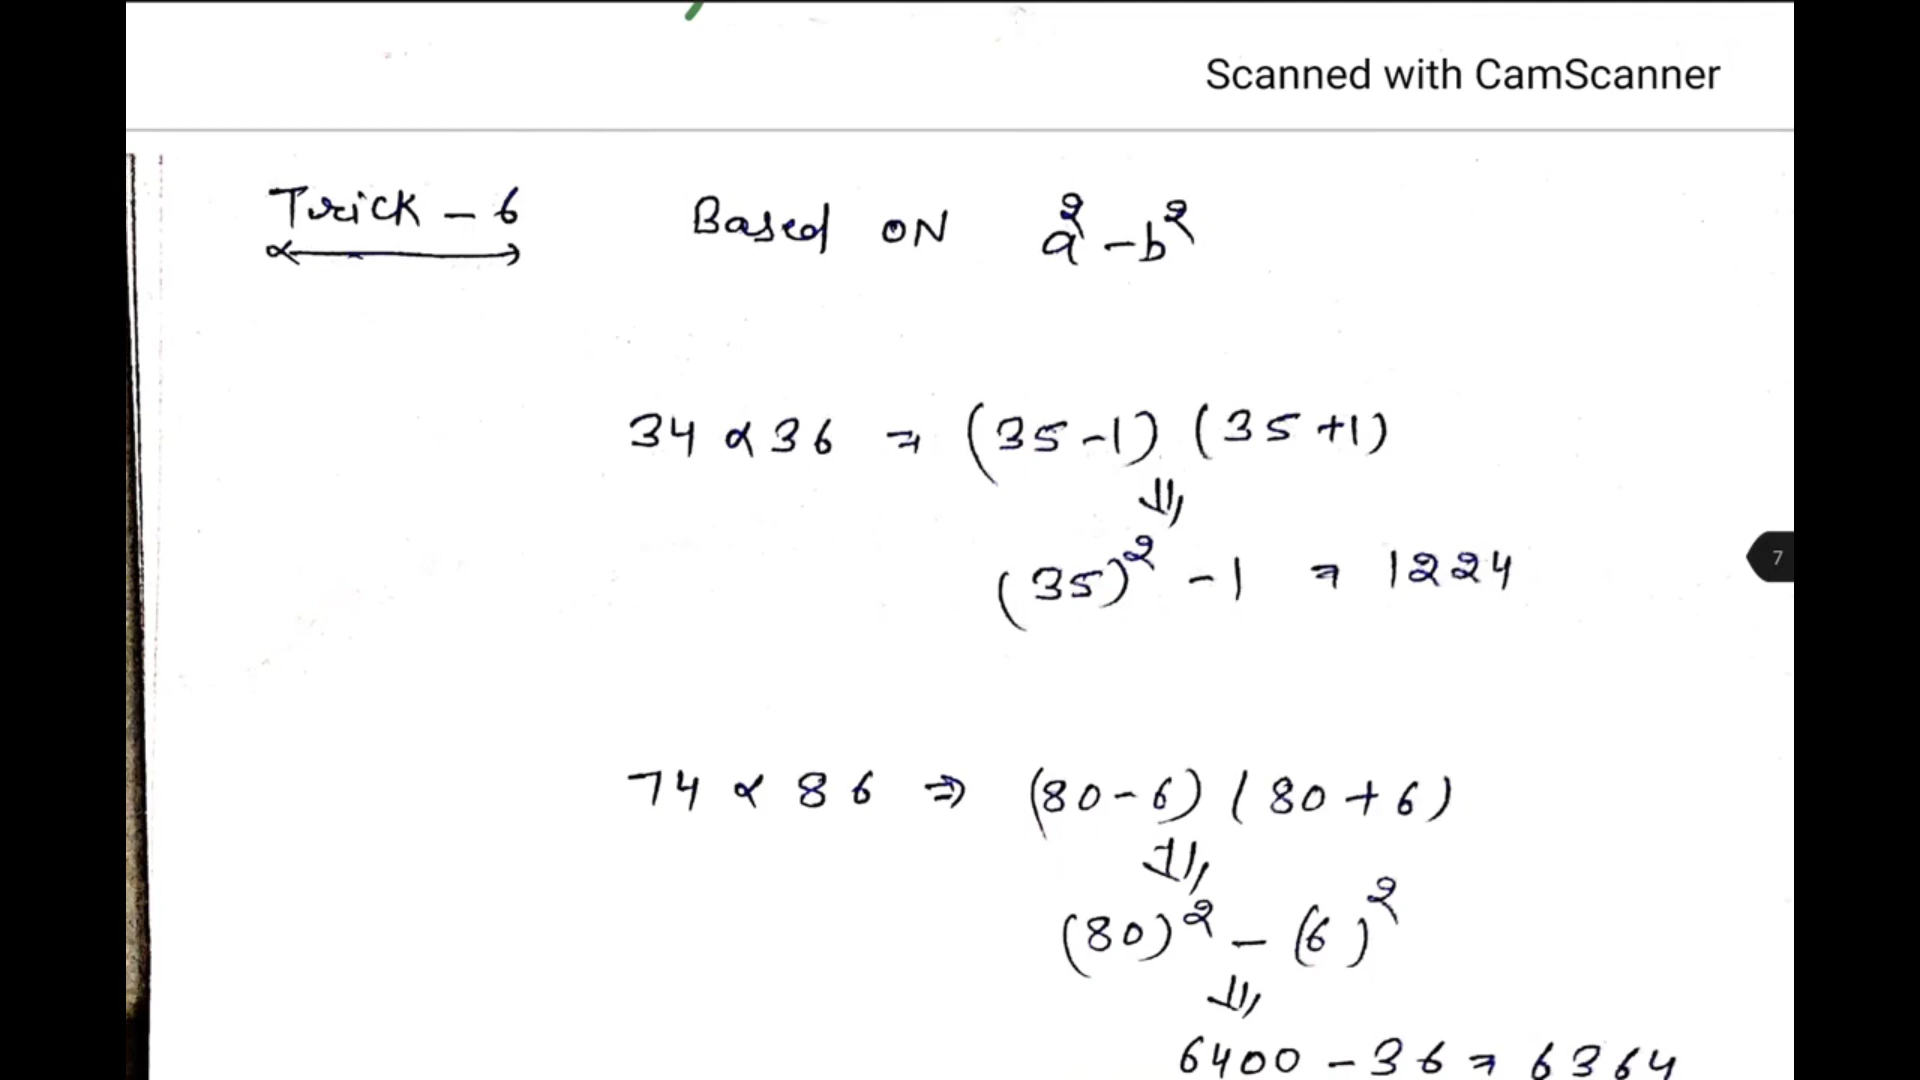 Scanned with CamScanner
Trick - 6 Based ON a² - b²
34 × 36 = (35-1) (35+1)
⇓
(35)² - 1 = 1224
7
74 × 86 ⇒ (80-6) (80+6)
⇓
(80)² - (6)²
⇓
6400 - 36 = 6364